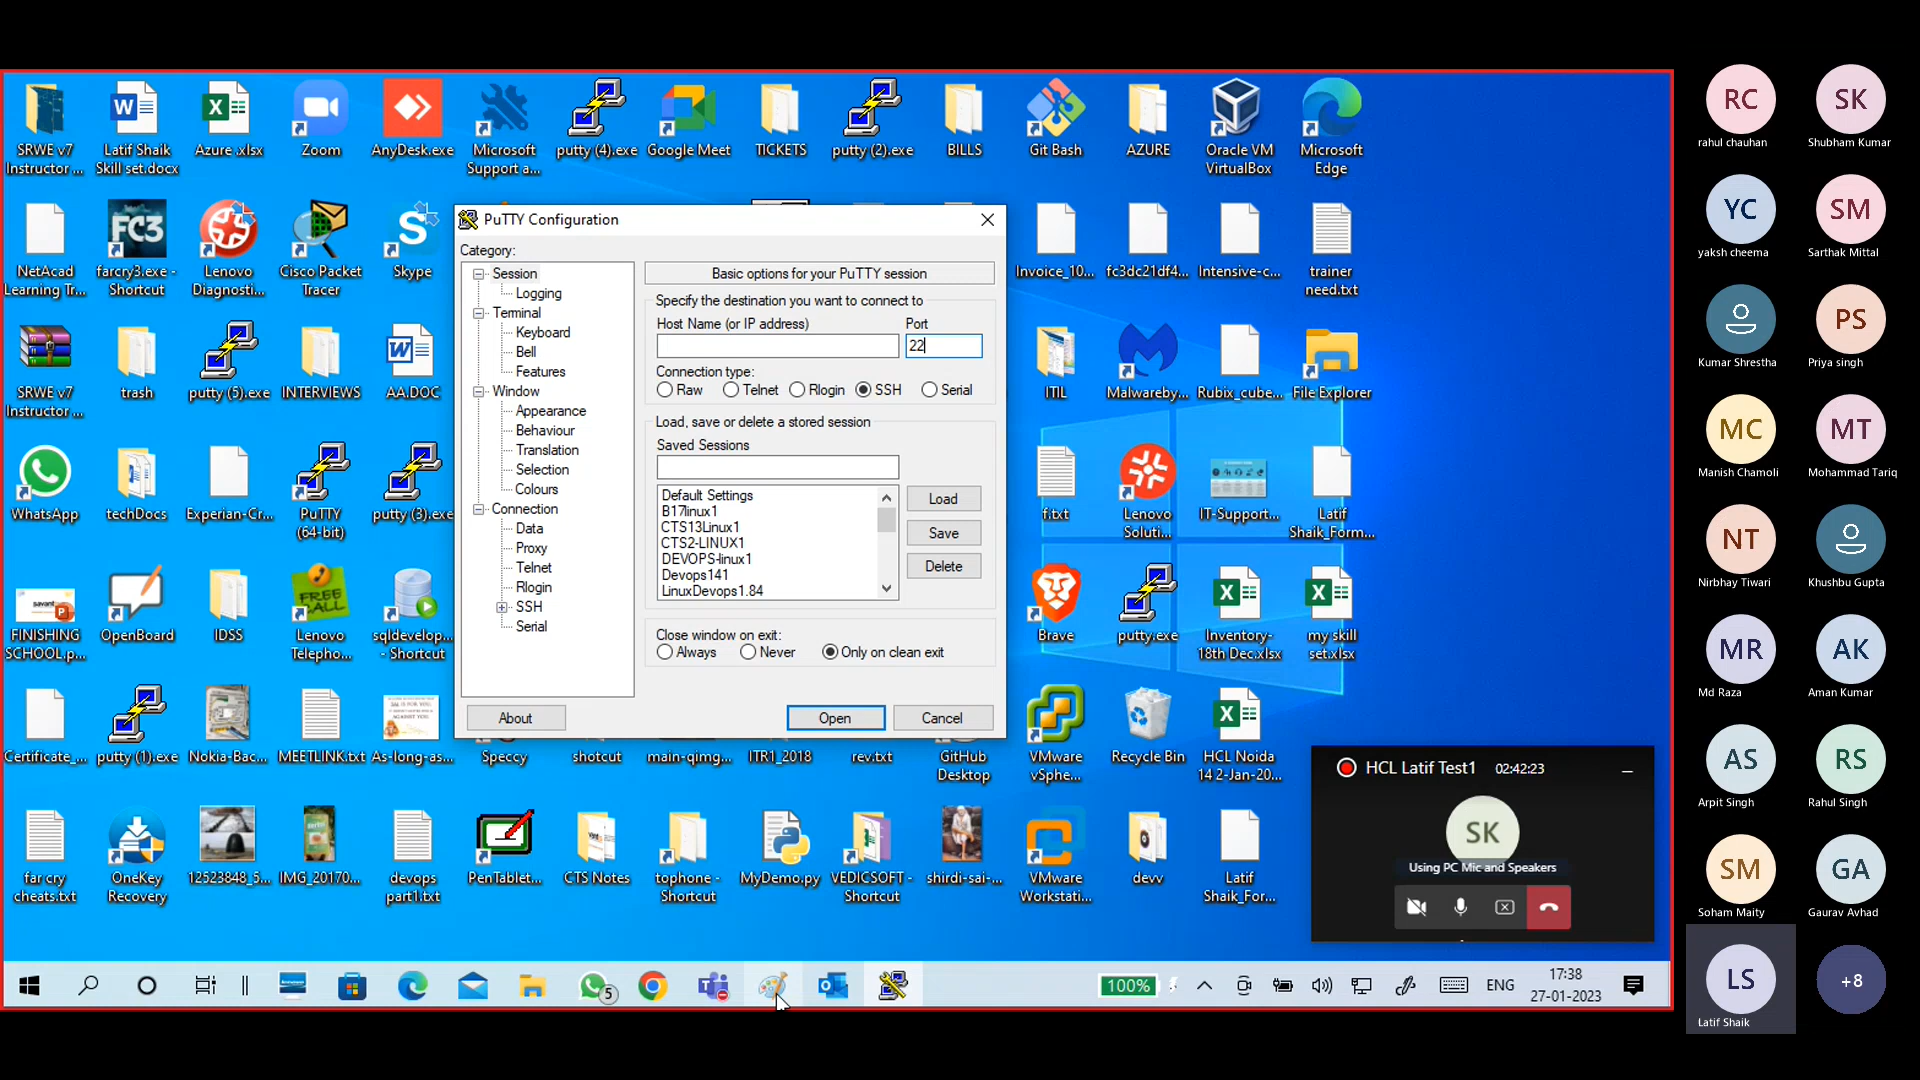 SRWE v7
Instructor ...
Latif Shaik
Skill set.docx
Azure .xlsx
Zoom
AnyDesk.exe
Microsoft
Support a...
putty (4).exe
Google Meet
TICKETS
putty (2).exe
BILLS
Git Bash
AZURE
Oracle VM
VirtualBox
Microsoft
Edge
NetAcad
Learning Tr...
FC3
farcry3.exe -
Shortcut
Lenovo
Diagnosti...
Cisco Packet
Tracer
Skype
Invoice_10...
fc3dc21df4...
Intensive-c...
trainer
need.txt
SRWE v7
Instructor ...
trash
putty (5).exe
INTERVIEWS
AA.DOC
ITIL
Malwareby...
Rubix_cube...
File Explorer
WhatsApp
techDocs
Experian-Cr...
PuTTY
(64-bit)
putty (3).exe
f.txt
Lenovo
Soluti...
IT-Support...
Latif
Shaik_Form...
savant
FINISHING
SCHOOL.p...
OpenBoard
IDSS
FREE
CALL
Lenovo
Telepho...
sqldevelop...
- Shortcut
Brave
putty.exe
Inventory-
18th Dec.xlsx
my skill
set.xlsx
Certificate_...
putty (1).exe
Nokia-Bac...
MEETLINK.txt
As-long-as...
Speccy
shotcut
main-qimg...
ITR1_2018
rev.txt
GitHub
Desktop
VMware
vSphe...
Recycle Bin
HCL Noida
14 2-Jan-20...
far cry
cheats.txt
OneKey
Recovery
12523848_5...
IMG_20170...
devops
part1.txt
PenTablet...
CTS Notes
tophone -
Shortcut
MyDemo.py
VEDICSOFT -
Shortcut
shirdi-sai-...
VMware
Workstati...
devv
Latif
Shaik_For...
PuTTY Configuration
Category:
Session
Logging
Terminal
Keyboard
Bell
Features
Window
Appearance
Behaviour
Translation
Selection
Colours
Connection
Data
Proxy
Telnet
Rlogin
SSH
Serial
Basic options for your PuTTY session
Specify the destination you want to connect to
Host Name (or IP address)
Port
22
Connection type:
Raw
Telnet
Rlogin
SSH
Serial
Load, save or delete a stored session
Saved Sessions
Default Settings
B17linux1
CTS13Linux1
CTS2-LINUX1
DEVOPS-linux1
Devops141
LinuxDevops1.84
Load
Save
Delete
Close window on exit:
Always
Never
Only on clean exit
About
Open
Cancel
HCL Latif Test1
02:42:23
SK
Using PC Mic and Speakers
5
100%
ENG
17:38
27-01-2023
RC
rahul chauhan
SK
Shubham Kumar
YC
yaksh cheema
SM
Sarthak Mittal
Kumar Shrestha
PS
Priya singh
MC
Manish Chamoli
MT
Mohammad Tariq
NT
Nirbhay Tiwari
Khushbu Gupta
MR
Md Raza
AK
Aman Kumar
AS
Arpit Singh
RS
Rahul Singh
SM
Soham Maity
GA
Gaurav Avhad
LS
Latif Shaik
+8